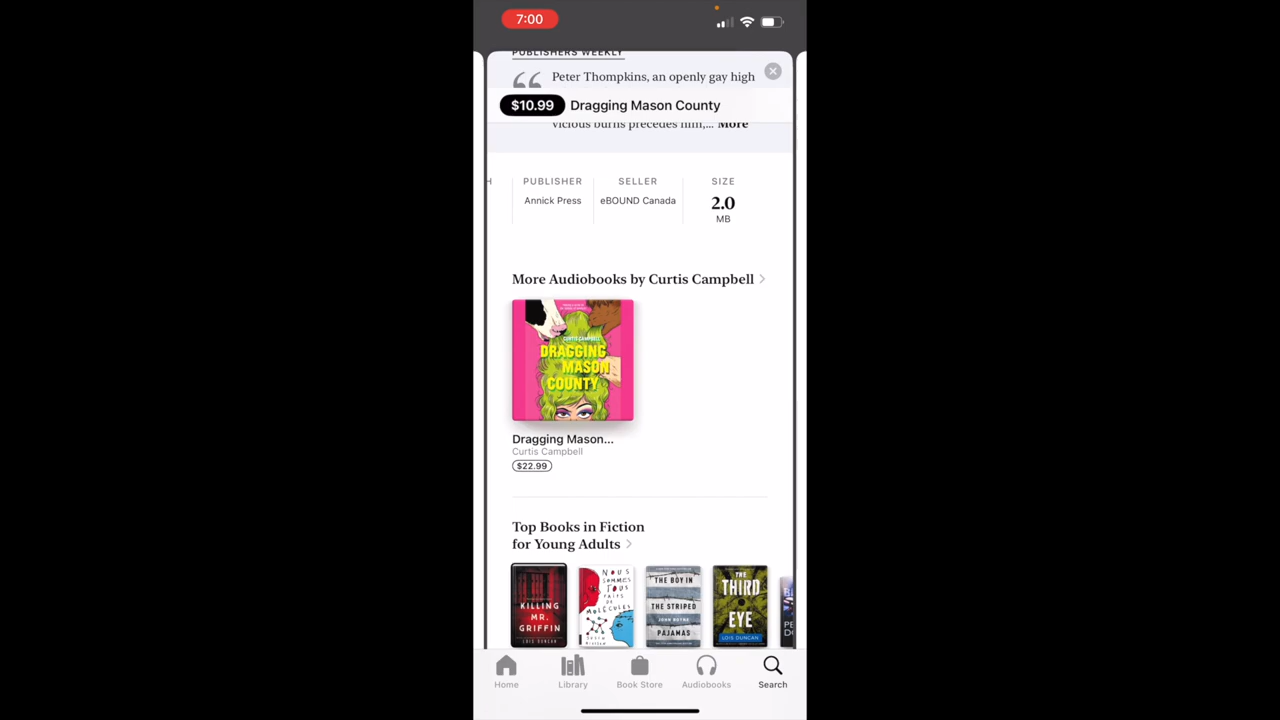 7:00
PUBLISHERS WEEKLY
Peter Thompkins, an openly gay high
$10.99 Dragging Mason County
vicious burns precedes him,... More
H
PUBLISHER
SELLER
SIZE
Annick Press
eBOUND Canada
2.0
MB
More Audiobooks by Curtis Campbell
CURTIS CAMPBELL
DRAGGING
MASON
COUNTY
Dragging Mason...
Curtis Campbell
$22.99
Top Books in Fiction
for Young Adults
KILLING
MR.
GRIFFIN
LOIS DUNCAN
NOUS
SOMMES
TOUS
FAITS DE
MOLÉCULES
THE BOY IN
THE STRIPED
JOHN BOYNE
PAJAMAS
THE
THIRD
EYE
LOIS DUNCAN
Home
Library
Book Store
Audiobooks
Search